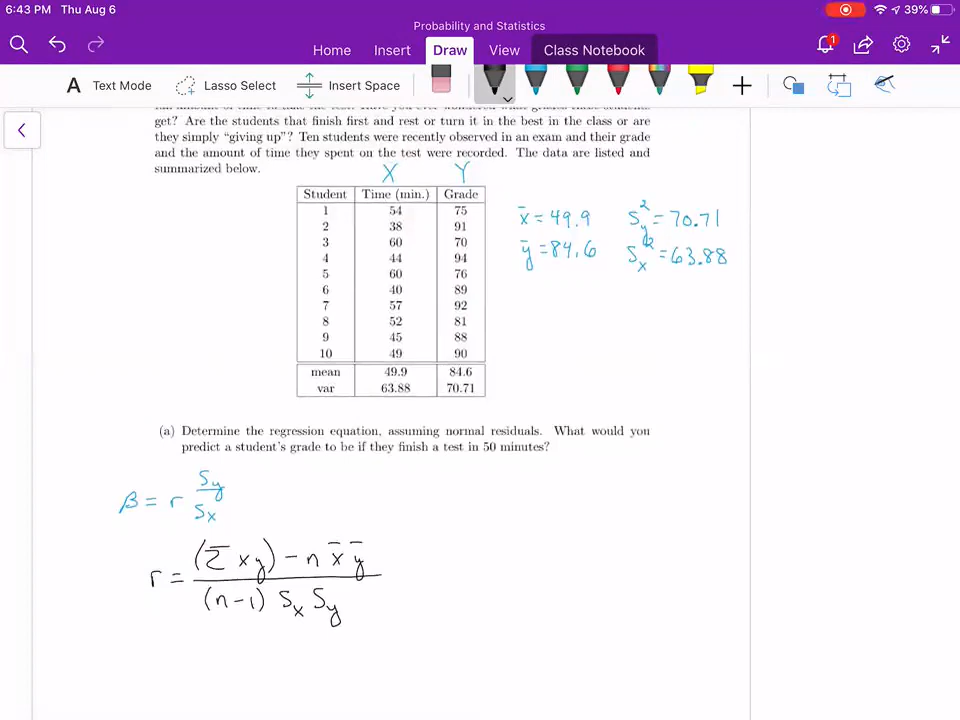 6:43 PM Thu Aug 6
39%
Probability and Statistics
Home Insert Draw View Class Notebook
1
A Text Mode Lasso Select Insert Space
get? Are the students that finish first and rest or turn it in the best in the class or are
they simply “giving up”? Ten students were recently observed in an exam and their grade
and the amount of time they spent on the test were recorded. The data are listed and
summarized below.
X Y
Student Time (min.) Grade
1 54 75
2 38 91
3 60 70
4 44 94
5 60 76
6 40 89
7 57 92
8 52 81
9 45 88
10 49 90
mean 49.9 84.6
var 63.88 70.71
x̄ = 49.9 S_y² = 70.71
ȳ = 84.6 S_x² = 63.88
(a) Determine the regression equation, assuming normal residuals. What would you
predict a student's grade to be if they finish a test in 50 minutes?
β = r S_y / S_x
r = (Σ x y) − n x̄ ȳ / (n−1) S_x S_y